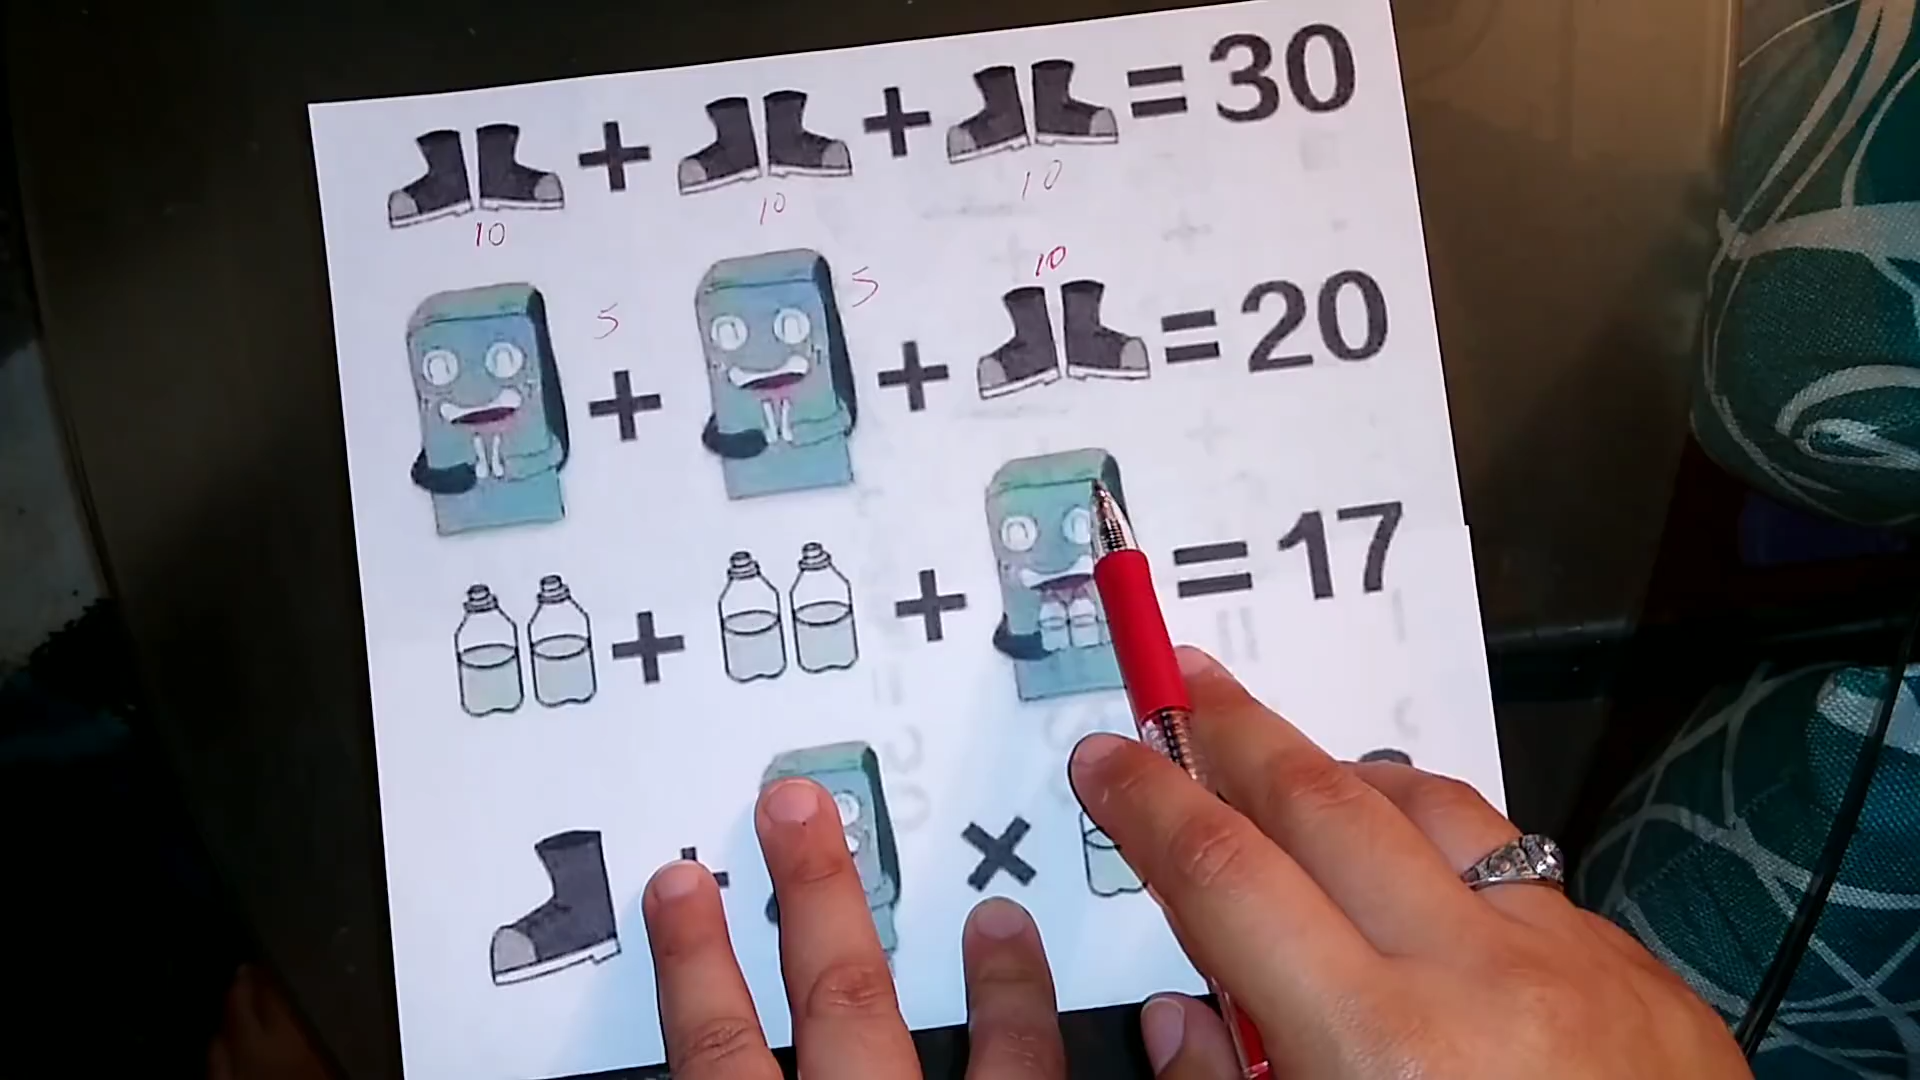 + + = 30
10 10 10
5 5 10
+ + = 20
+ + = 17
+ ×